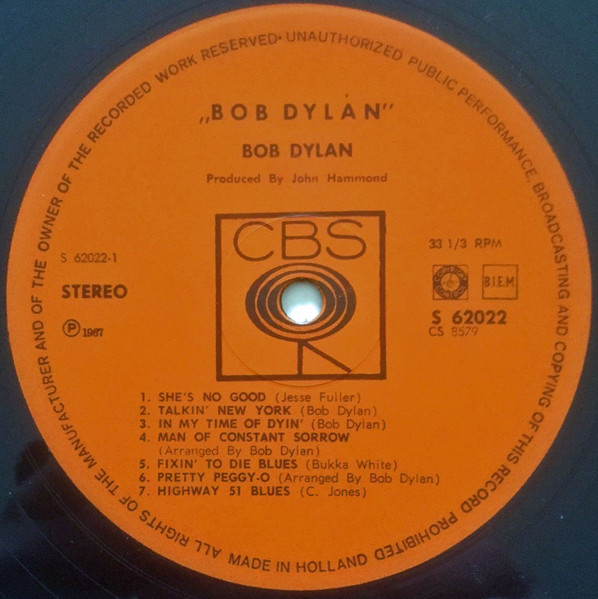 ALL RIGHTS OF THE MANUFACTURER AND OF THE OWNER OF THE RECORDED WORK RESERVED • UNAUTHORIZED PUBLIC PERFORMANCE, BROADCASTING AND COPYING OF THIS RECORD PROHIBITED
„BOB DYLAN"
BOB DYLAN
Produced By John Hammond
CBS
S 62022-1
STEREO
℗ 1967
33 1/3 RPM
B.I.E.M
S 62022
CS 8579
1. SHE'S NO GOOD (Jesse Fuller)
2. TALKIN' NEW YORK (Bob Dylan)
3. IN MY TIME OF DYIN' (Bob Dylan)
4. MAN OF CONSTANT SORROW
(Arranged By Bob Dylan)
5. FIXIN' TO DIE BLUES (Bukka White)
6. PRETTY PEGGY-O (Arranged By Bob Dylan)
7. HIGHWAY 51 BLUES (C. Jones)
MADE IN HOLLAND